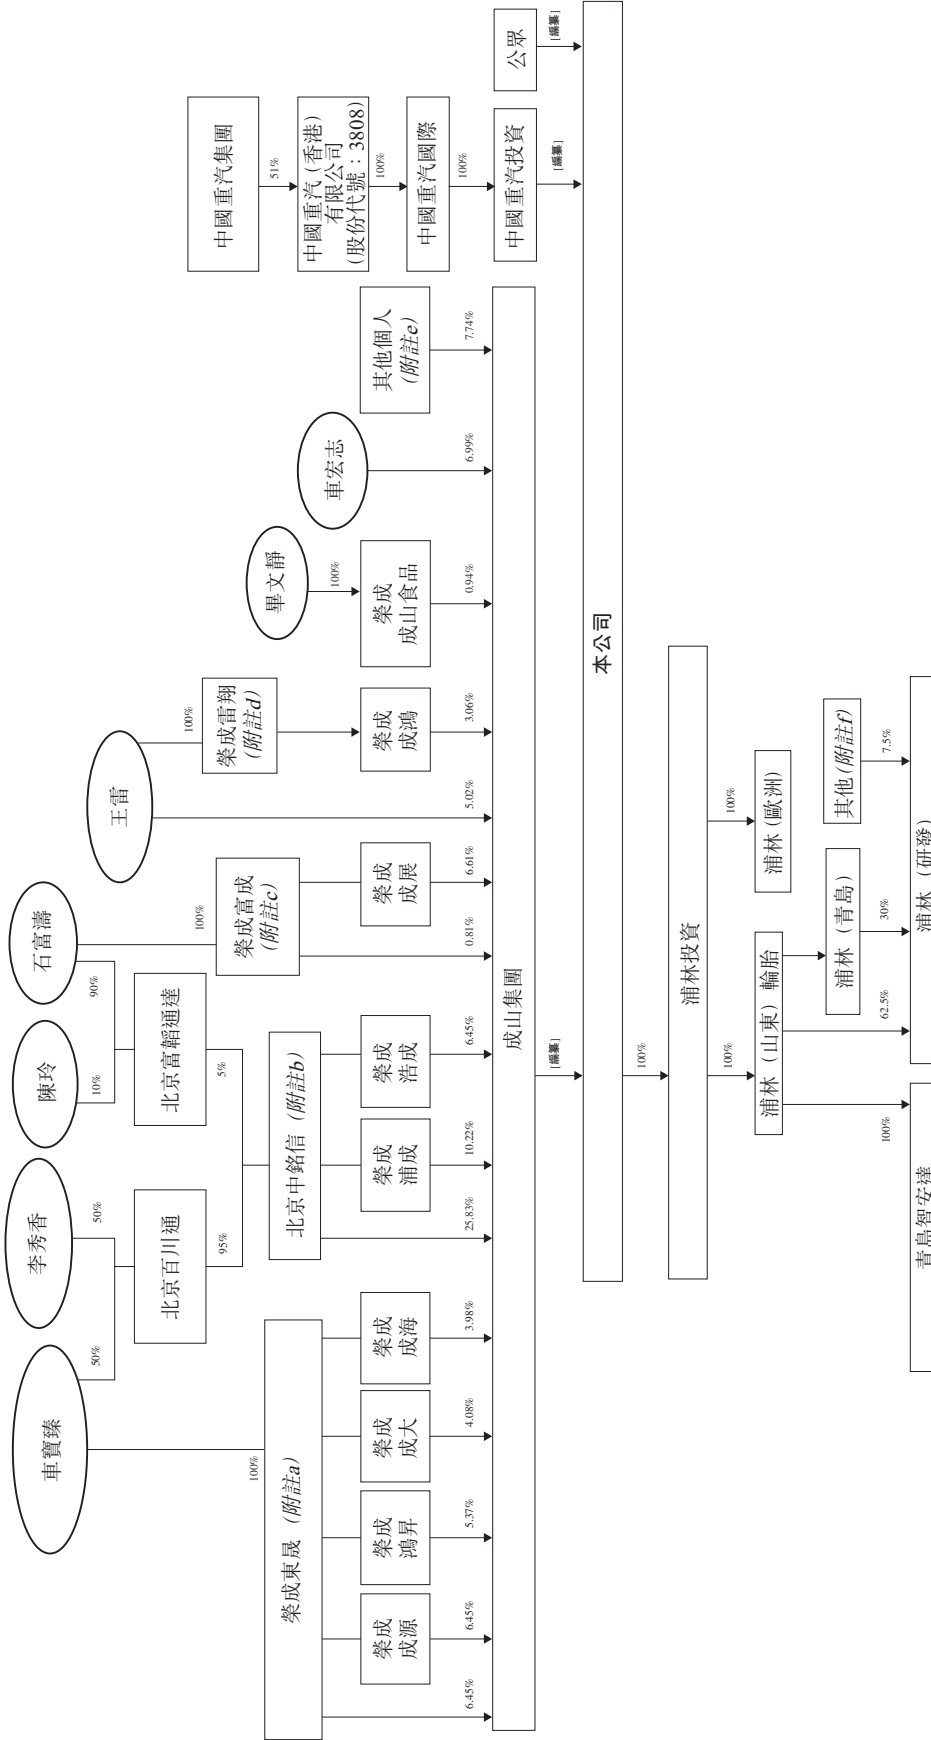 車寶臻
李秀香
陳玲
石富濤
王雷
50%
50%
10%
90%
100%
北京百川通
北京富韜通達
榮成雷翔
(附註d)
中國重汽集團
95%
5%
100%
51%
100%
榮成東晟 (附註a)
北京中銘信 (附註b)
榮成富成
(附註c)
畢文靜
車宏志
中國重汽 (香港)
有限公司
(股份代號：3808)
100%
100%
榮成
成源
榮成
鴻昇
榮成
成大
榮成
成海
榮成
浦成
榮成
浩成
榮成
成展
榮成
成鴻
榮成
成山食品
其他個人
(附註e)
中國重汽國際
100%
6.45%
6.45%
5.37%
4.08%
3.98%
25.83%
10.22%
6.45%
0.81%
6.61%
5.02%
3.06%
0.94%
6.99%
7.74%
成山集團
中國重汽投資
公眾
[編纂]
[編纂]
[編纂]
本公司
100%
浦林投資
100%
100%
浦林 (山東) 輪胎
浦林 (歐洲)
浦林 (青島)
其他 (附註f)
100%
62.5%
30%
7.5%
青島智安達
浦林 (研發)